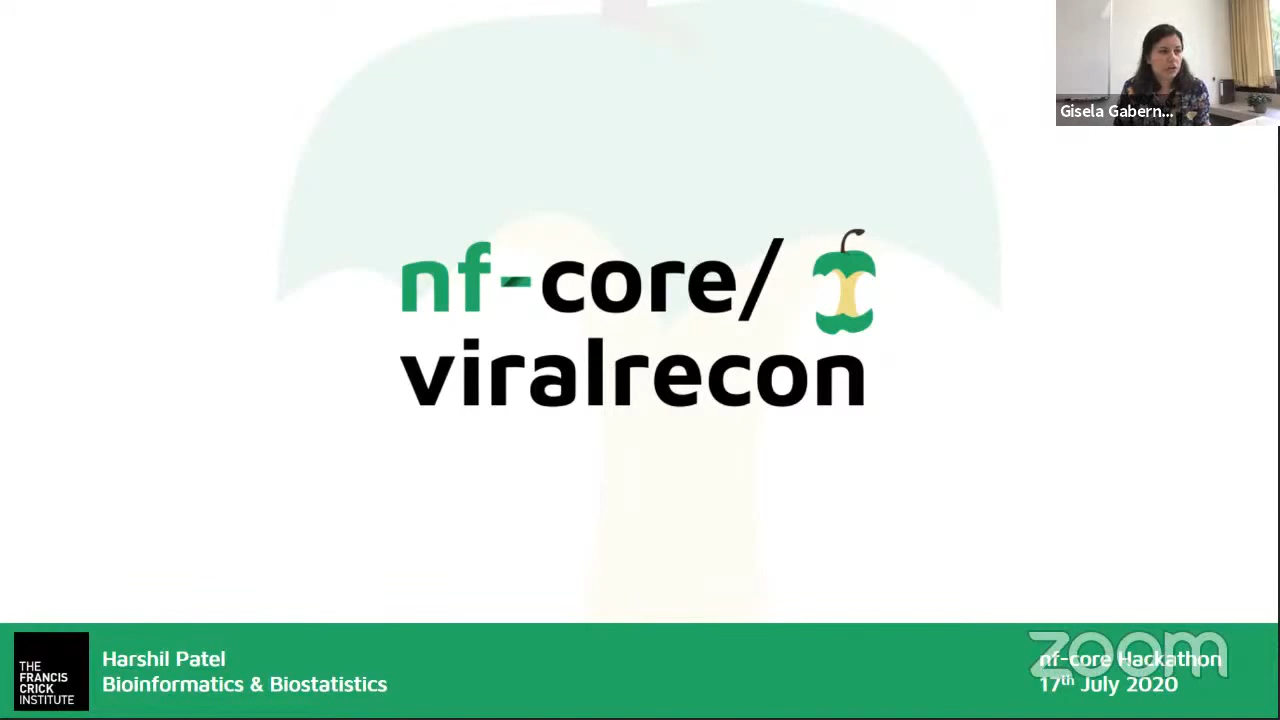 Gisela Gabern...
nf-core/
viralrecon
THE
FRANCIS
CRICK
INSTITUTE
Harshil Patel
Bioinformatics & Biostatistics
zoom
nf-core Hackathon
17th July 2020